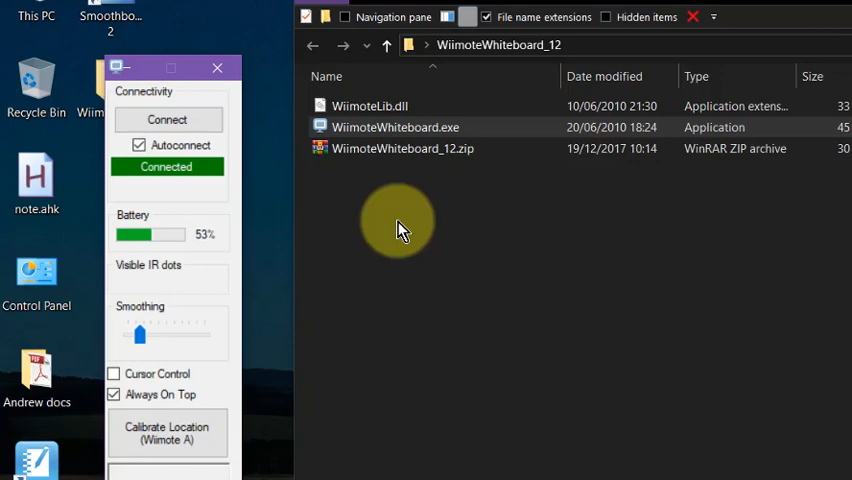 This PC
Smoothbo...
2
Recycle Bin
Wiim
note.ahk
Control Panel
Andrew docs
Connectivity
Connect
Autoconnect
Connected
Battery
53%
Visible IR dots
Smoothing
Cursor Control
Always On Top
Calibrate Location
(Wiimote A)
Navigation pane
File name extensions
Hidden items
WiimoteWhiteboard_12
Name
Date modified
Type
Size
WiimoteLib.dll
10/06/2010 21:30
Application extens...
33
WiimoteWhiteboard.exe
20/06/2010 18:24
Application
45
WiimoteWhiteboard_12.zip
19/12/2017 10:14
WinRAR ZIP archive
30